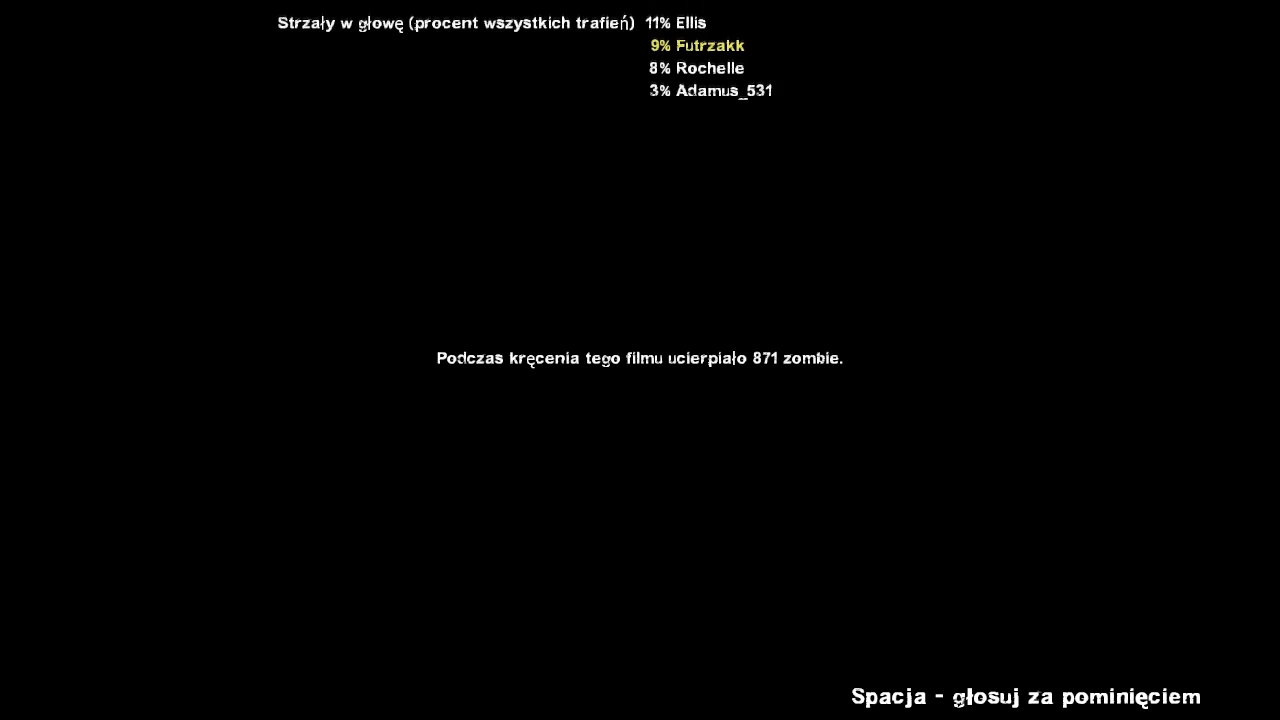 Strzały w głowę (procent wszystkich trafień) 11% Ellis
9% Futrzakk
8% Rochelle
3% Adamus_531
Podczas kręcenia tego filmu ucierpiało 871 zombie.
Spacja - głosuj za pominięciem